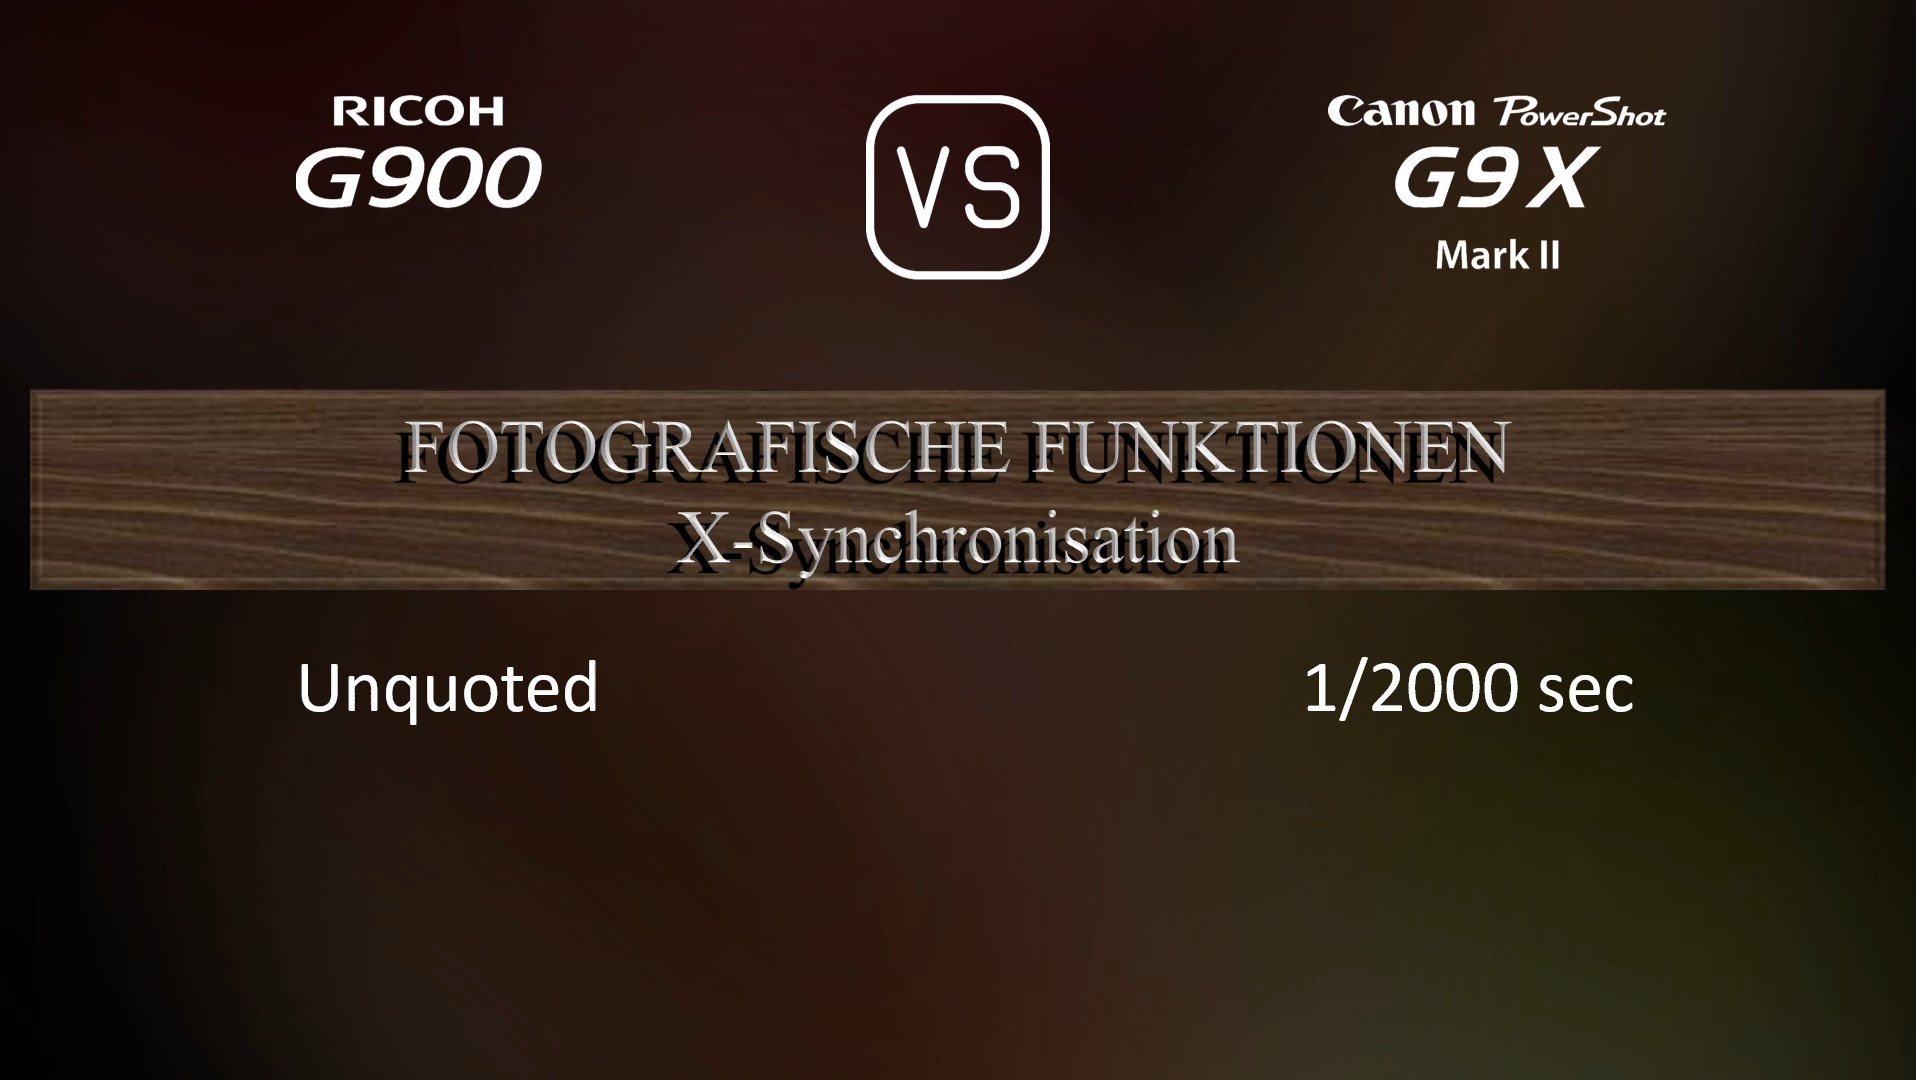 RICOH
G900
VS
Canon PowerShot
G9 X
Mark II
FOTOGRAFISCHE FUNKTIONEN
X-Synchronisation
Unquoted
1/2000 sec